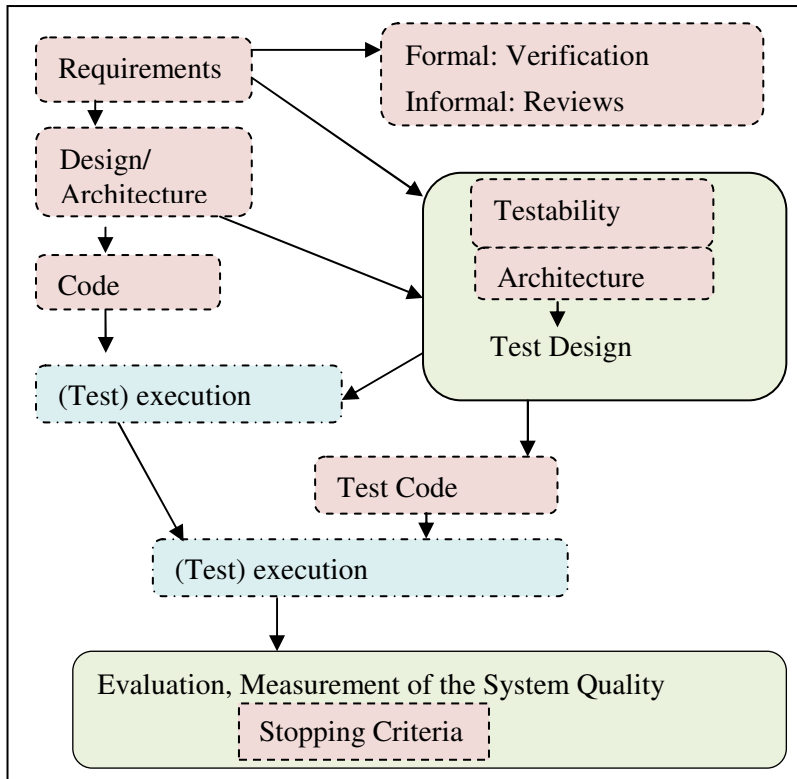 Requirements
Formal: Verification
Informal: Reviews
Design/
Architecture
Testability
Code
Architecture
Test Design
(Test) execution
Test Code
(Test) execution
Evaluation, Measurement of the System Quality
Stopping Criteria